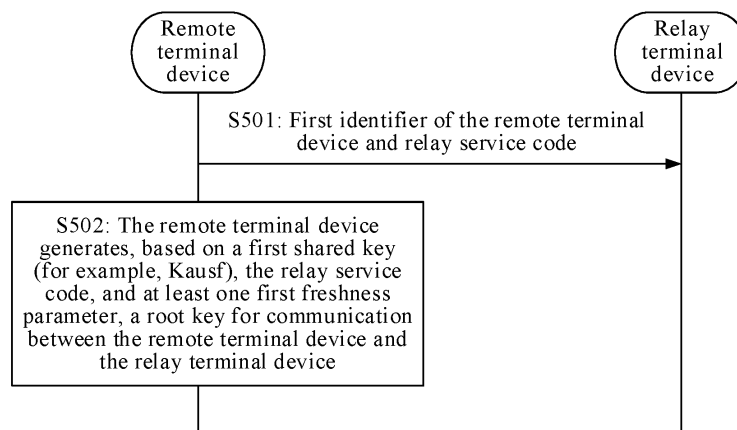 Remote
terminal
device
Relay
terminal
device
S501: First identifier of the remote terminal
device and relay service code
S502: The remote terminal device
generates, based on a first shared key
(for example, Kausf), the relay service
code, and at least one first freshness
parameter, a root key for communication
between the remote terminal device and
the relay terminal device